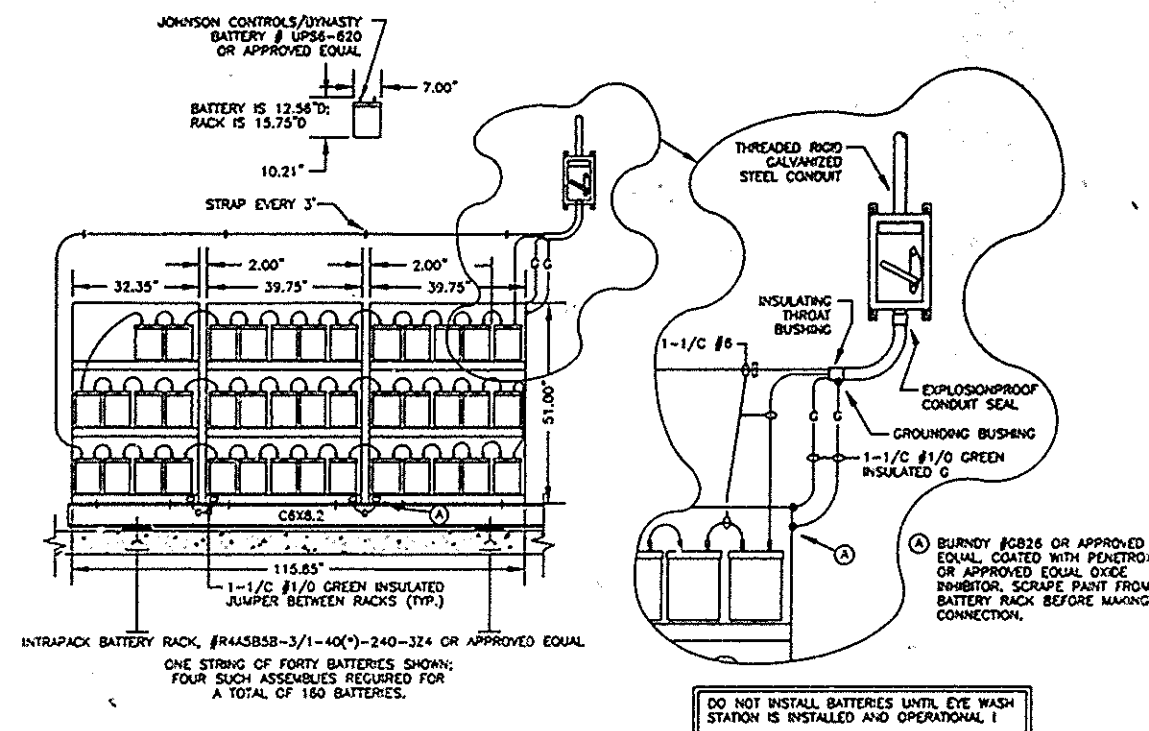 JOHNSON CONTROLS/DYNASTY
BATTERY # UPS6-620
OR APPROVED EQUAL
7.00"
BATTERY IS 12.56"D;
RACK IS 15.75"D
10.21"
STRAP EVERY 3"
2.00"
2.00"
32.35"
39.75"
39.75"
51.00"
G
G
C6X8.2
A
115.85"
1-1/C #1/0 GREEN INSULATED
JUMPER BETWEEN RACKS (TYP.)
INTRAPACK BATTERY RACK, #R4A5B5B-3/1-40(*)-240-3Z4 OR APPROVED EQUAL
ONE STRING OF FORTY BATTERIES SHOWN;
FOUR SUCH ASSEMBLIES REQUIRED FOR
A TOTAL OF 160 BATTERIES.
THREADED RIGID
GALVANIZED
STEEL CONDUIT
INSULATING
THROAT
BUSHING
1-1/C #6
EXPLOSIONPROOF
CONDUIT SEAL
GROUNDING BUSHING
G
G
1-1/C #1/0 GREEN
INSULATED G
A
A BURNDY #GB26 OR APPROVED
EQUAL, COATED WITH PENETROX
OR APPROVED EQUAL OXIDE
INHIBITOR. SCRAPE PAINT FROM
BATTERY RACK BEFORE MAKING
CONNECTION.
DO NOT INSTALL BATTERIES UNTIL EYE WASH
STATION IS INSTALLED AND OPERATIONAL !